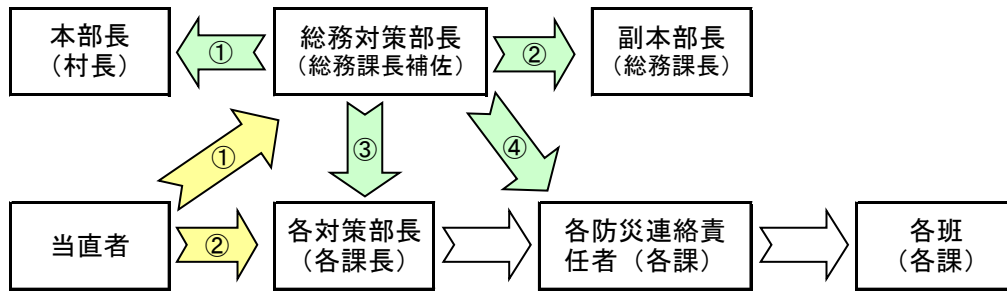 本部長
（村長）
①
総務対策部長
（総務課長補佐）
②
副本部長
（総務課長）
①
③
④
当直者
②
各対策部長
（各課長）
各防災連絡責
任者（各課）
各班
（各課）